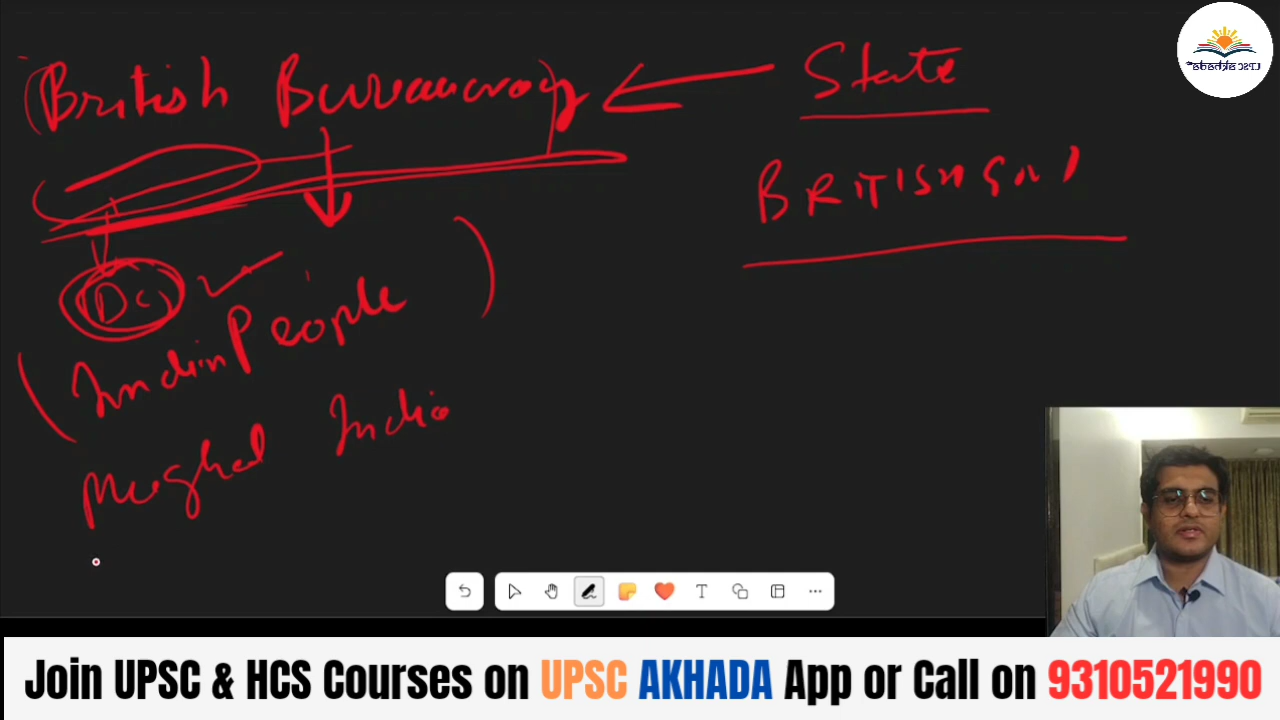 (British Bureaucracy) ← State
BRITISH Gov)
DC ✓
(Indian People)
Mughal India
T
Join UPSC & HCS Courses on UPSC AKHADA App or Call on 9310521990